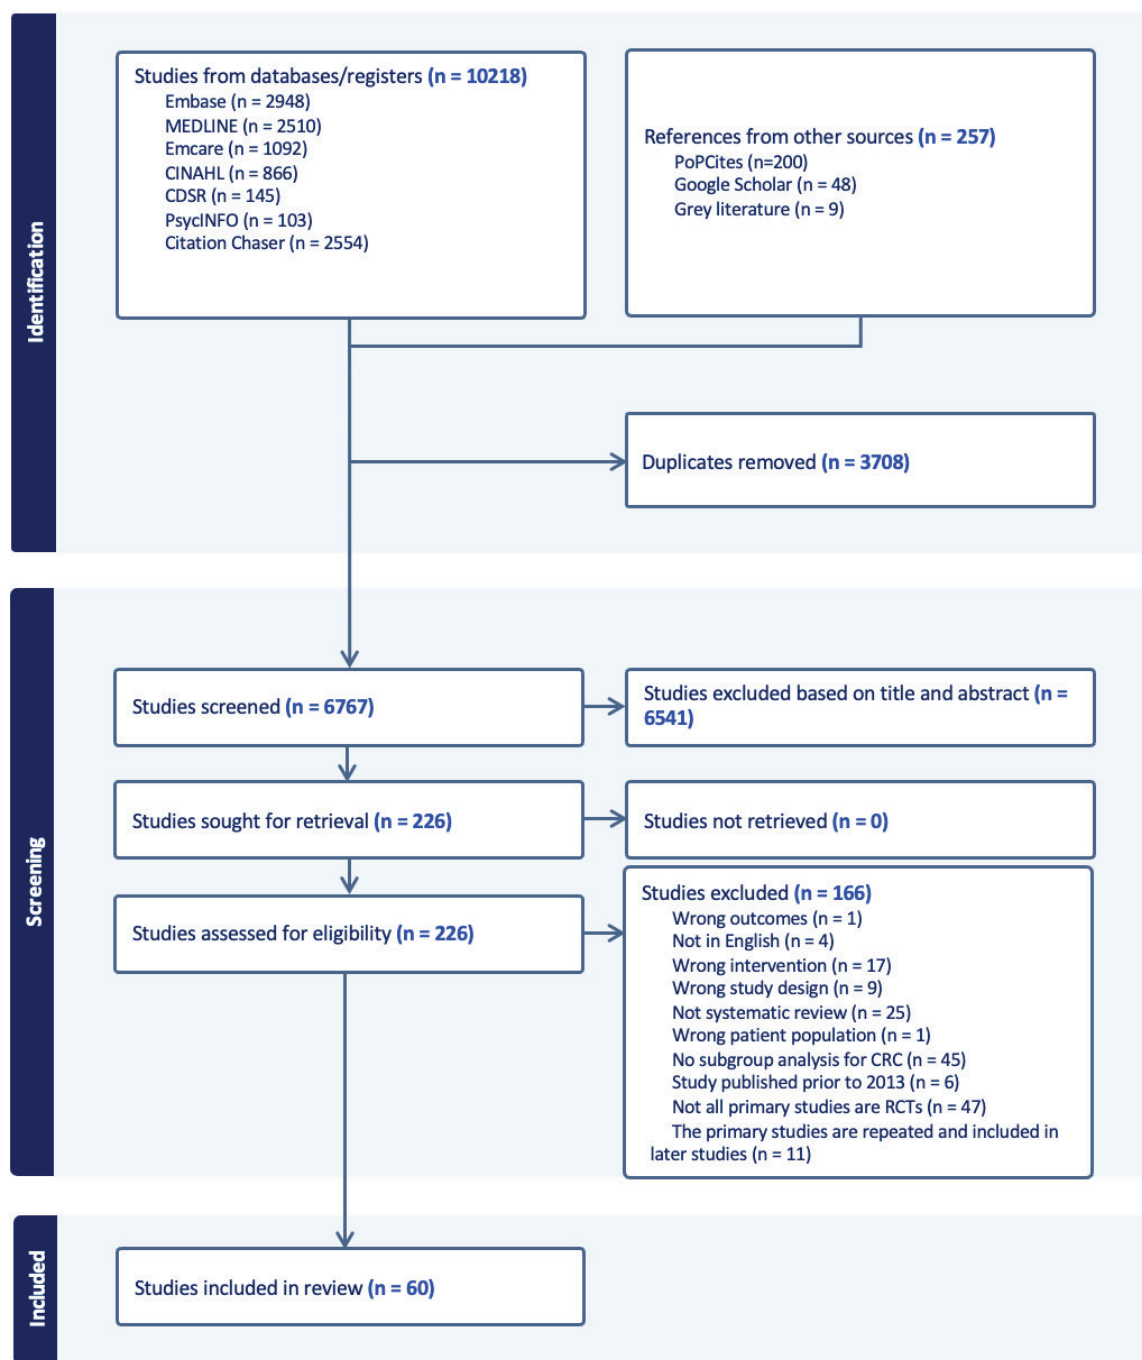 Identification
Studies from databases/registers (n = 10218)
Embase (n = 2948)
MEDLINE (n = 2510)
Emcare (n = 1092)
CINAHL (n = 866)
CDSR (n = 145)
PsycINFO (n = 103)
Citation Chaser (n = 2554)
References from other sources (n = 257)
PoPCites (n=200)
Google Scholar (n = 48)
Grey literature (n = 9)
Duplicates removed (n = 3708)
Screening
Studies screened (n = 6767)
Studies excluded based on title and abstract (n =
6541)
Studies sought for retrieval (n = 226)
Studies not retrieved (n = 0)
Studies assessed for eligibility (n = 226)
Studies excluded (n = 166)
Wrong outcomes (n = 1)
Not in English (n = 4)
Wrong intervention (n = 17)
Wrong study design (n = 9)
Not systematic review (n = 25)
Wrong patient population (n = 1)
No subgroup analysis for CRC (n = 45)
Study published prior to 2013 (n = 6)
Not all primary studies are RCTs (n = 47)
The primary studies are repeated and included in
later studies (n = 11)
Included
Studies included in review (n = 60)